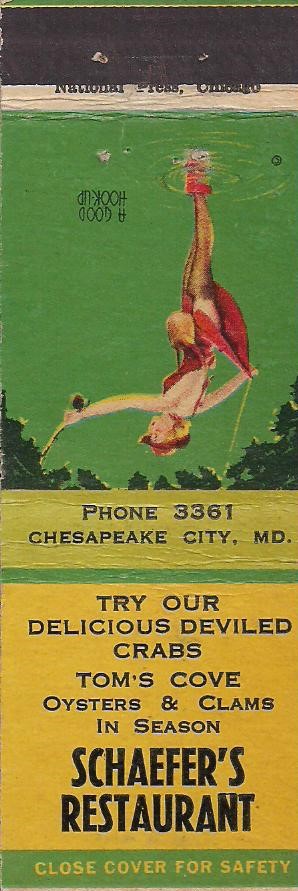 National Press, Chicago
©
A GOOD
HOOK-UP
PHONE 3361
CHESAPEAKE CITY, MD.
TRY OUR
DELICIOUS DEVILED
CRABS
TOM'S COVE
OYSTERS & CLAMS
IN SEASON
SCHAEFER'S
RESTAURANT
CLOSE COVER FOR SAFETY